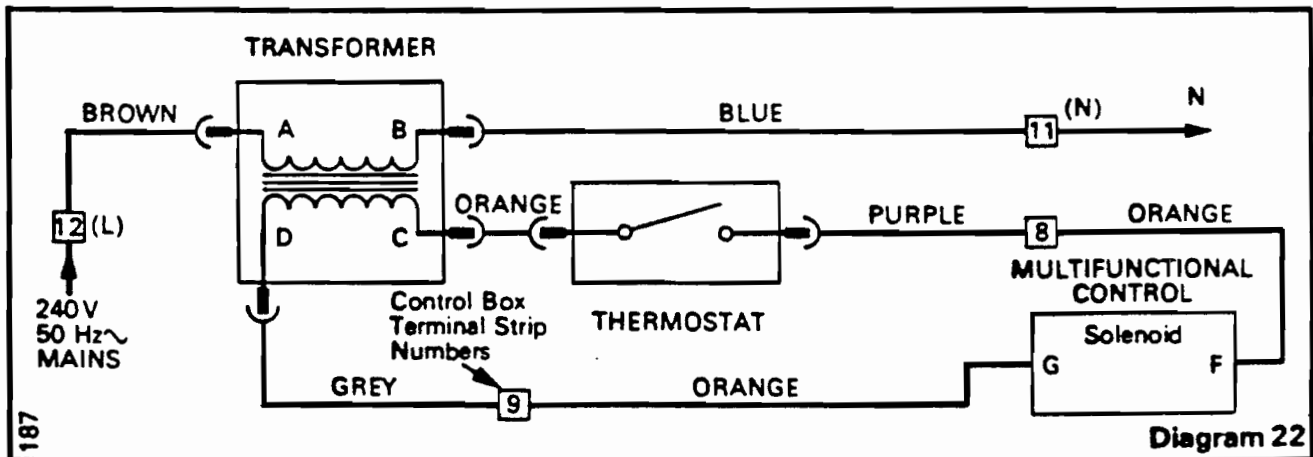 TRANSFORMER
BROWN
A
B
BLUE
11
(N)
N
12
(L)
D
C
ORANGE
PURPLE
8
ORANGE
240 V
50 Hz~
MAINS
Control Box
Terminal Strip
Numbers
THERMOSTAT
MULTIFUNCTIONAL
CONTROL
Solenoid
G
F
GREY
9
ORANGE
187
Diagram 22